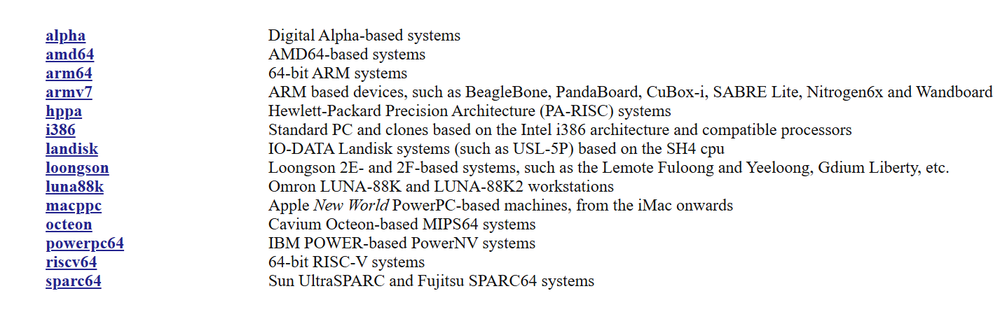 alpha Digital Alpha-based systems
amd64 AMD64-based systems
arm64 64-bit ARM systems
armv7 ARM based devices, such as BeagleBone, PandaBoard, CuBox-i, SABRE Lite, Nitrogen6x and Wandboard
hppa Hewlett-Packard Precision Architecture (PA-RISC) systems
i386 Standard PC and clones based on the Intel i386 architecture and compatible processors
landisk IO-DATA Landisk systems (such as USL-5P) based on the SH4 cpu
loongson Loongson 2E- and 2F-based systems, such as the Lemote Fuloong and Yeeloong, Gdium Liberty, etc.
luna88k Omron LUNA-88K and LUNA-88K2 workstations
macppc Apple New World PowerPC-based machines, from the iMac onwards
octeon Cavium Octeon-based MIPS64 systems
powerpc64 IBM POWER-based PowerNV systems
riscv64 64-bit RISC-V systems
sparc64 Sun UltraSPARC and Fujitsu SPARC64 systems